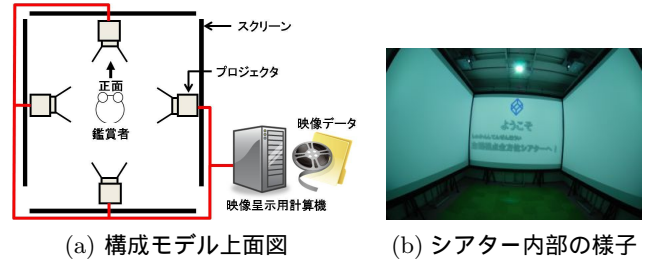 スクリーン
プロジェクタ
正面
鑑賞者
映像データ
映像呈示用計算機
ようこそ
(a) 構成モデル上面図
(b) シアター内部の様子